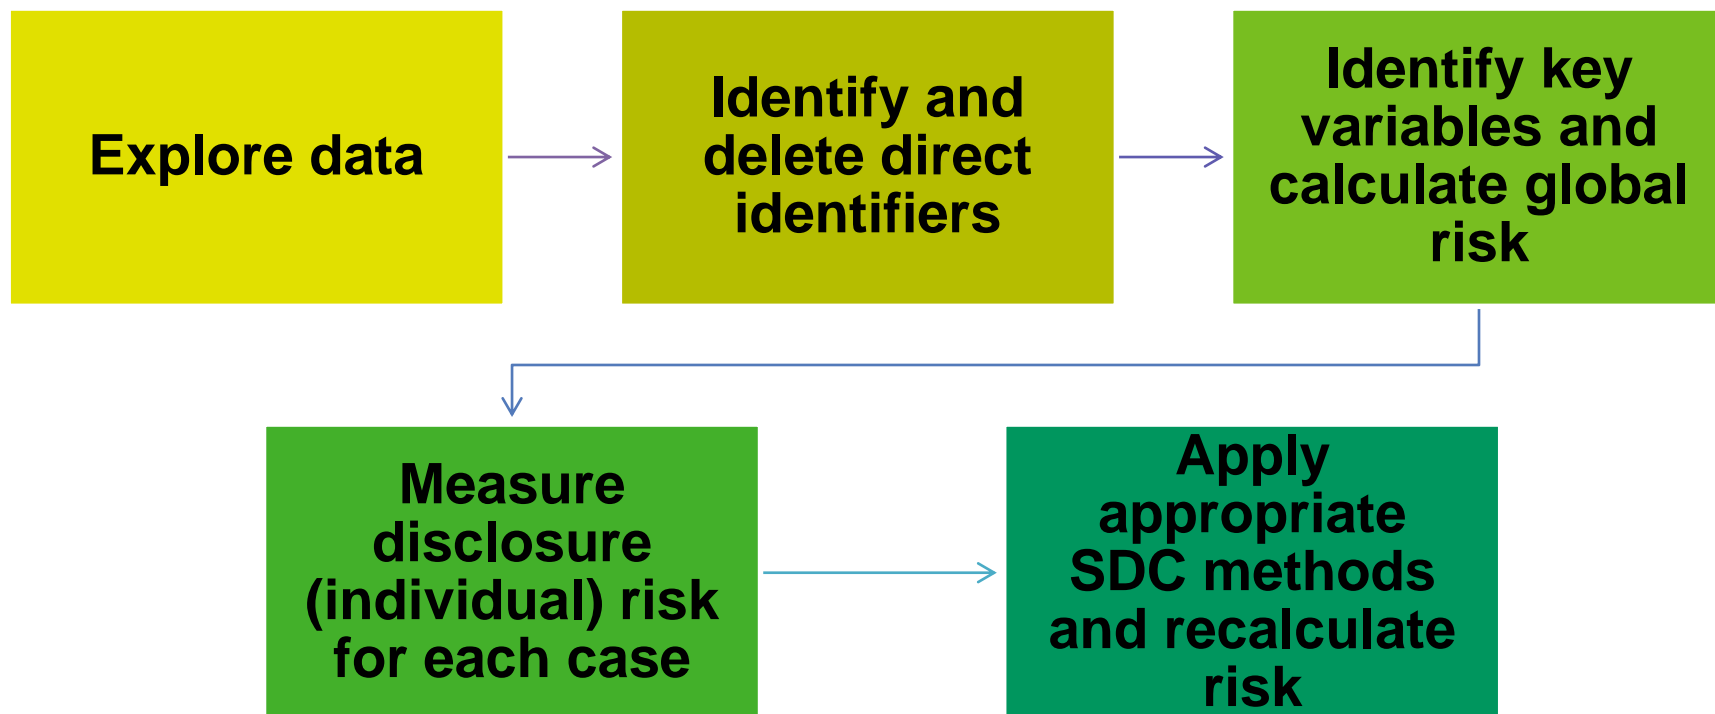 Explore data
Identify and
delete direct
identifiers
Identify key
variables and
calculate global
risk
Measure
disclosure
(individual) risk
for each case
Apply
appropriate
SDC methods
and recalculate
risk